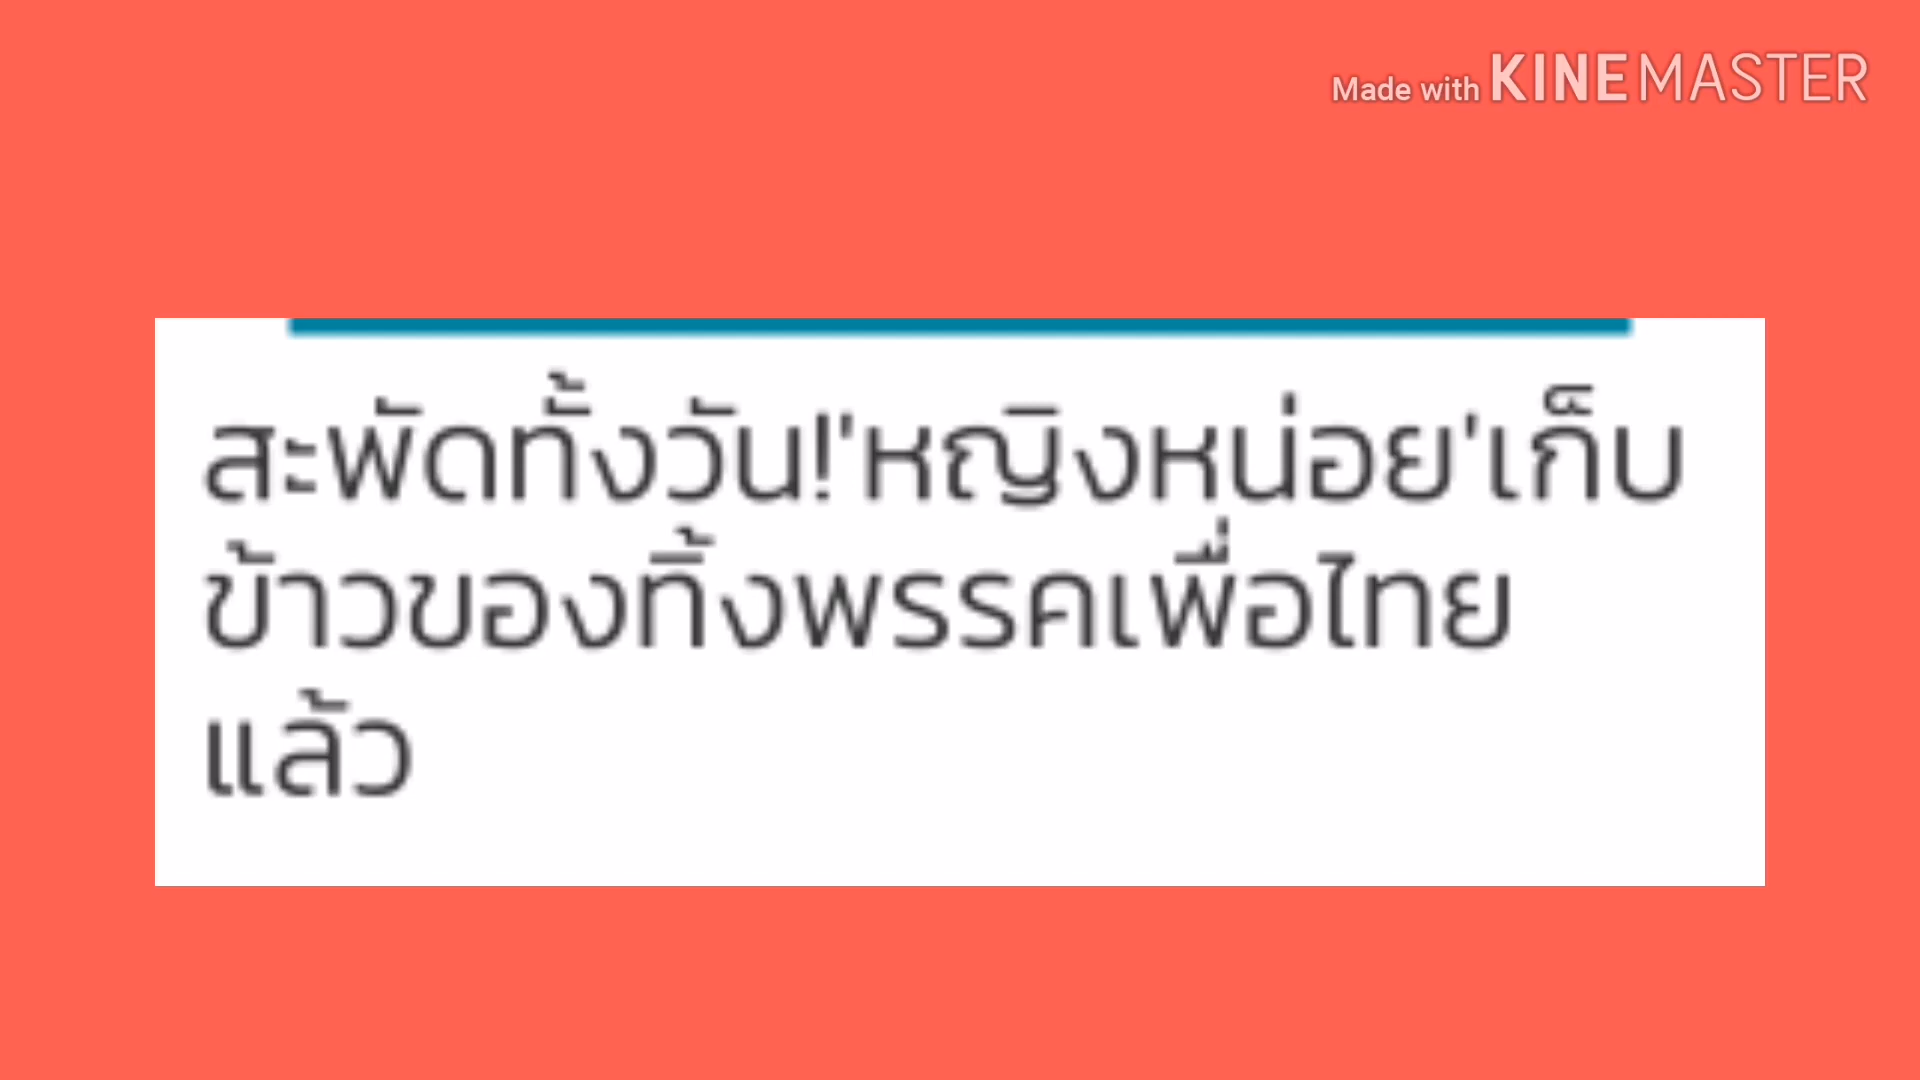 Made with KINEMASTER
สะพัดทั้งวัน!'หญิงหน่อย'เก็บ
ข้าวของทิ้งพรรคเพื่อไทย
แล้ว